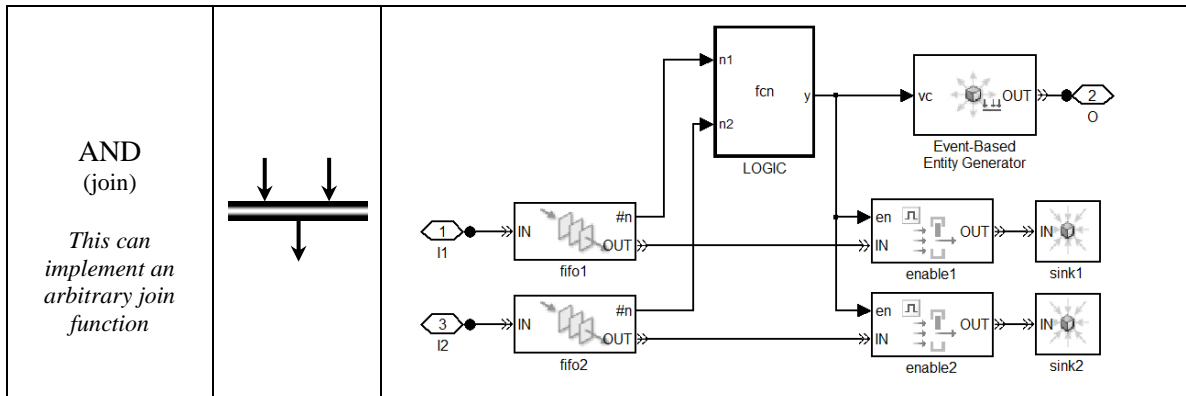 AND
(join)
This can
implement an
arbitrary join
function
n1
n2
fcn
y
LOGIC
vc
OUT
Event-Based
Entity Generator
2
O
1
I1
IN
#n
OUT
fifo1
en
IN
OUT
enable1
IN
sink1
3
I2
IN
#n
OUT
fifo2
en
IN
OUT
enable2
IN
sink2